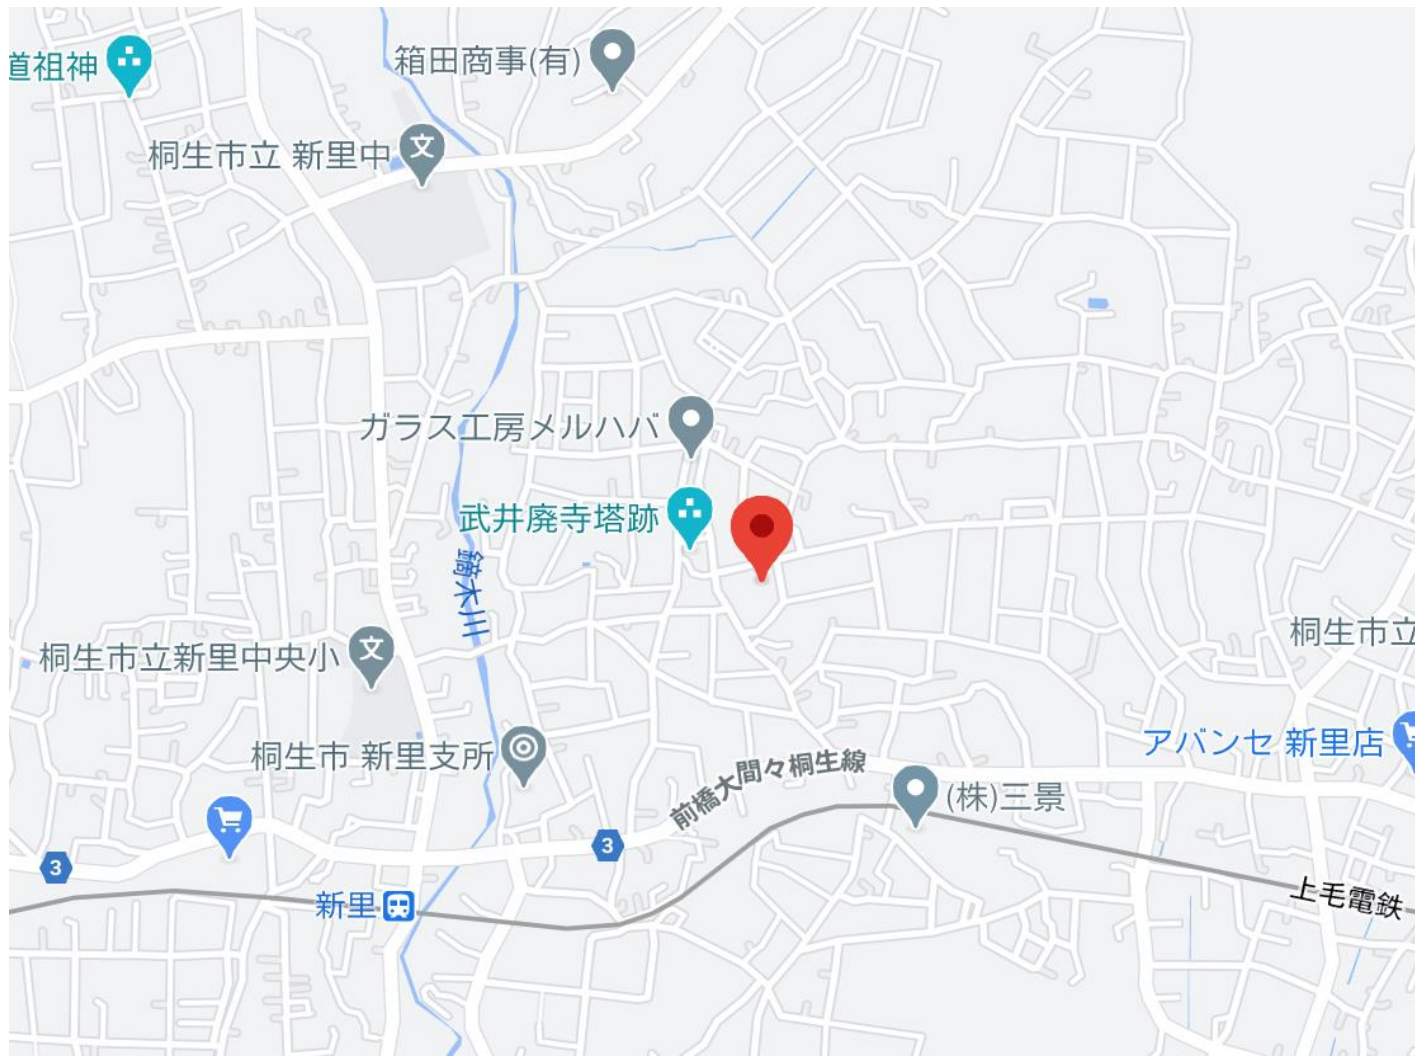 道祖神
箱田商事(有)
桐生市立 新里中
文
ガラス工房メルハバ
武井廃寺塔跡
鏑木川
桐生市立新里中央小
文
桐生市立
桐生市 新里支所
アバンセ 新里店
前橋大間々桐生線
(株)三景
3
3
新里
上毛電鉄